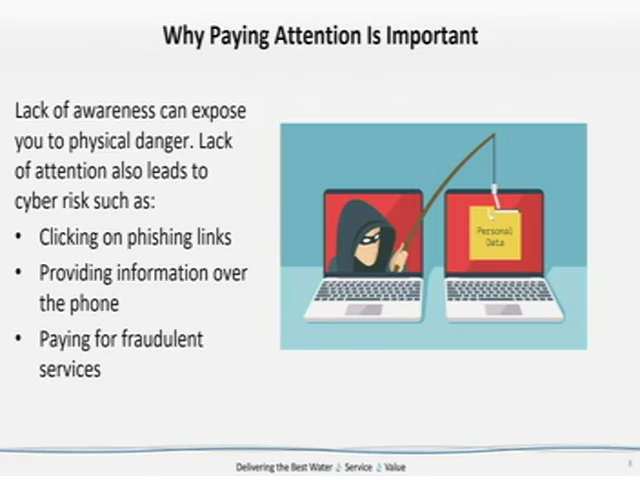 Why Paying Attention Is Important
Lack of awareness can expose
you to physical danger. Lack
of attention also leads to
cyber risk such as:
• Clicking on phishing links
• Providing information over
the phone
• Paying for fraudulent
services
Personal
Data
Delivering the Best Water Service Value